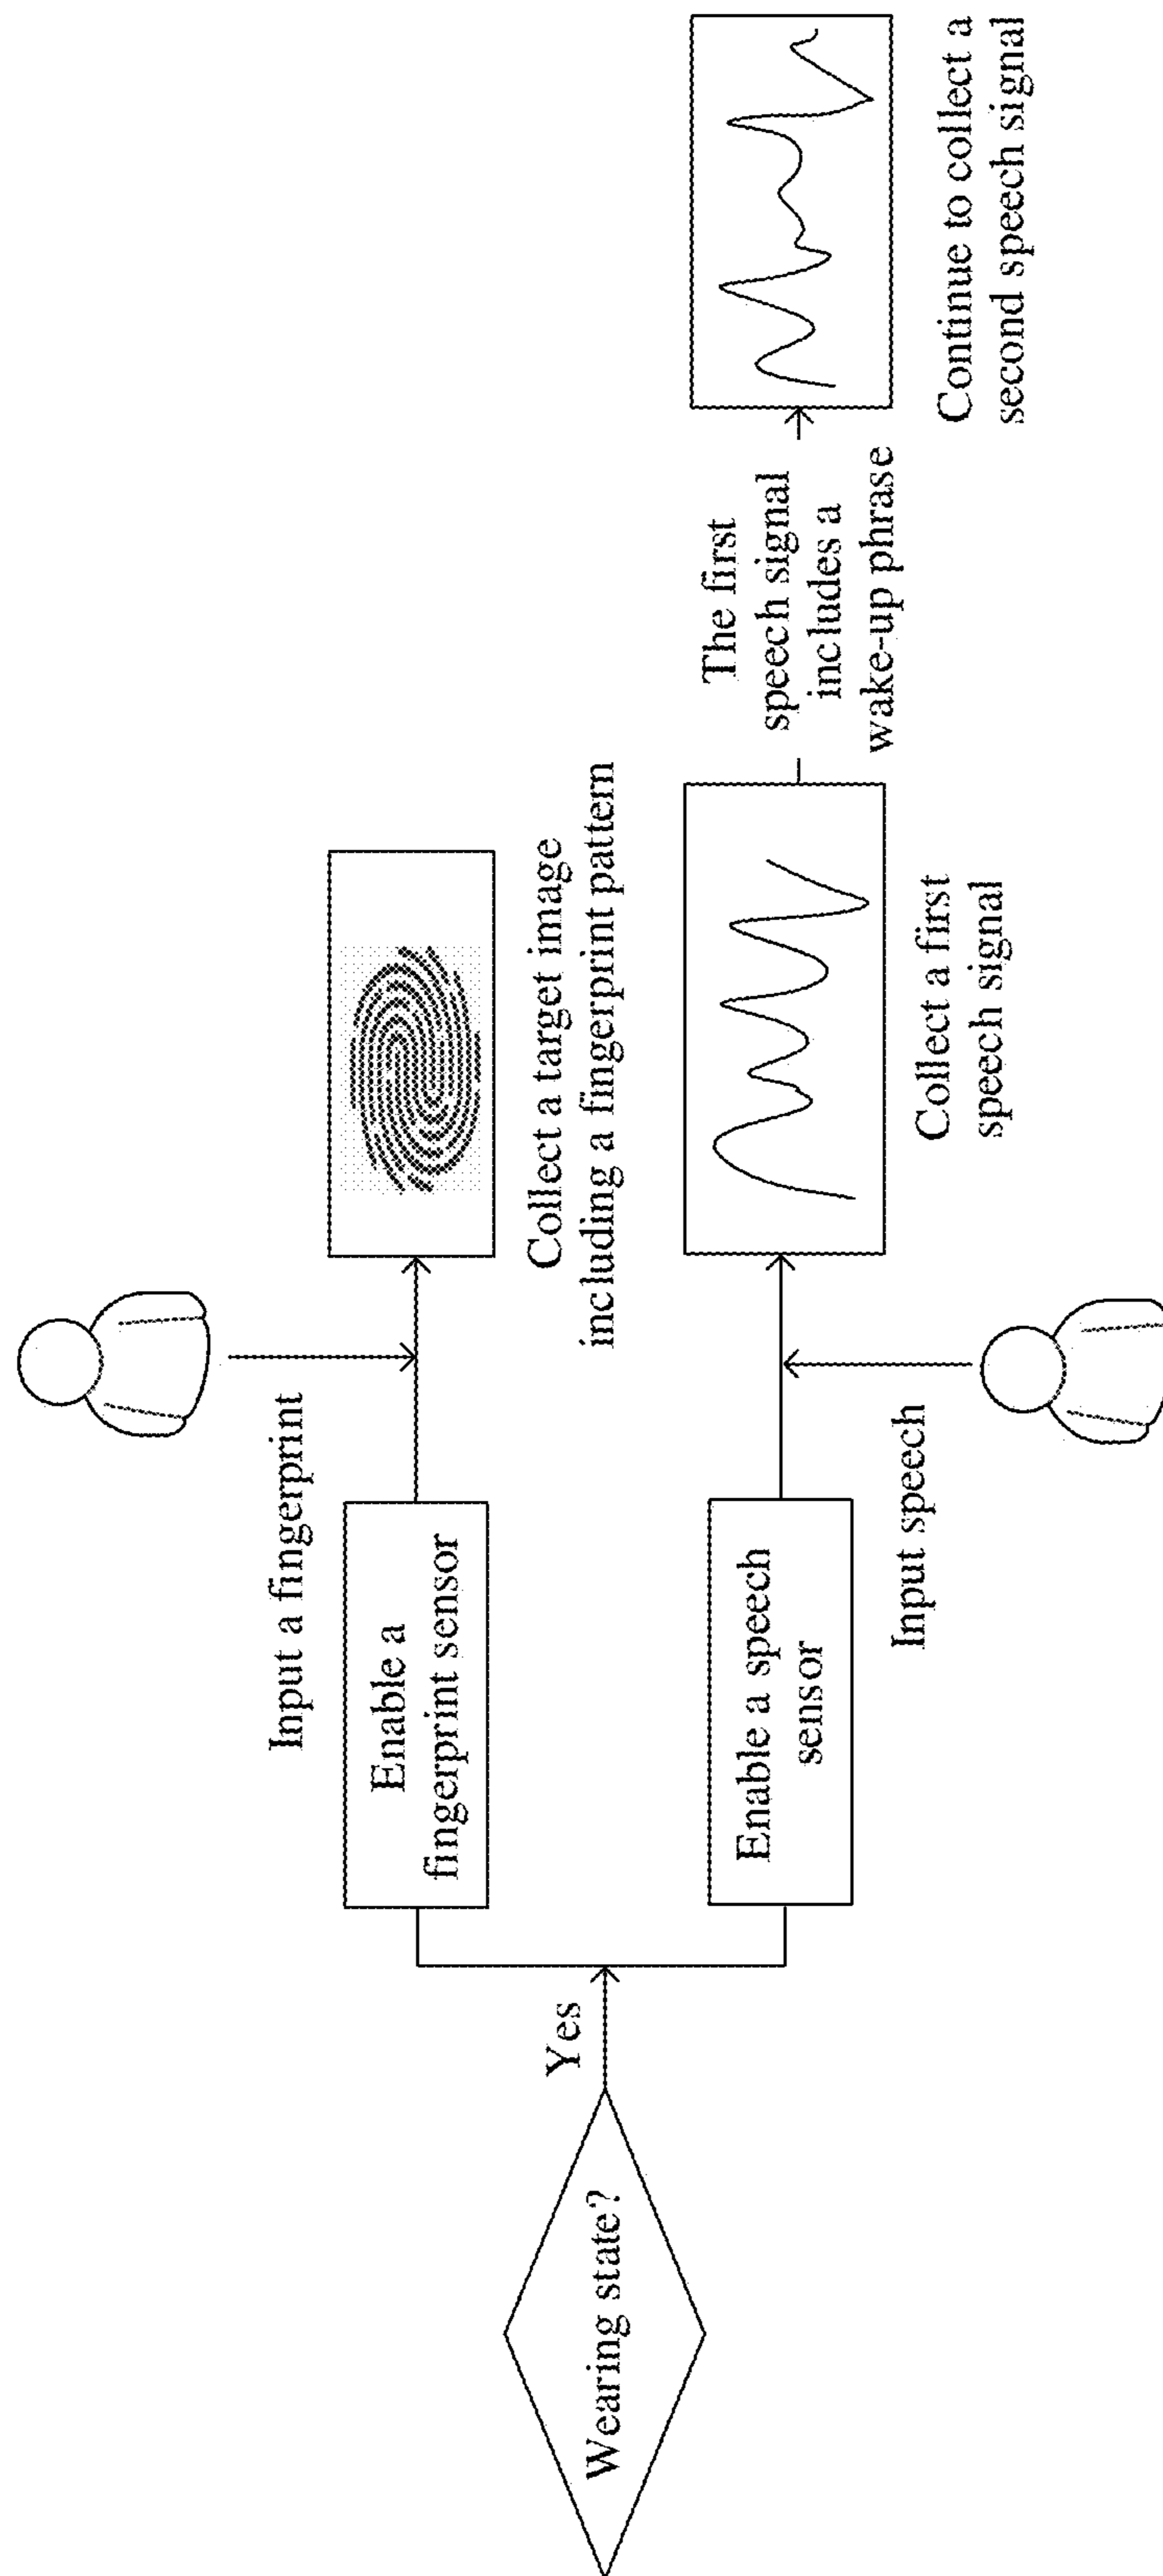 Wearing state?
Yes
Enable a
fingerprint sensor
Input a fingerprint
Collect a target image
including a fingerprint pattern
Enable a speech
sensor
Input speech
Collect a first
speech signal
The first
speech signal
includes a
wake-up phrase
Continue to collect a
second speech signal